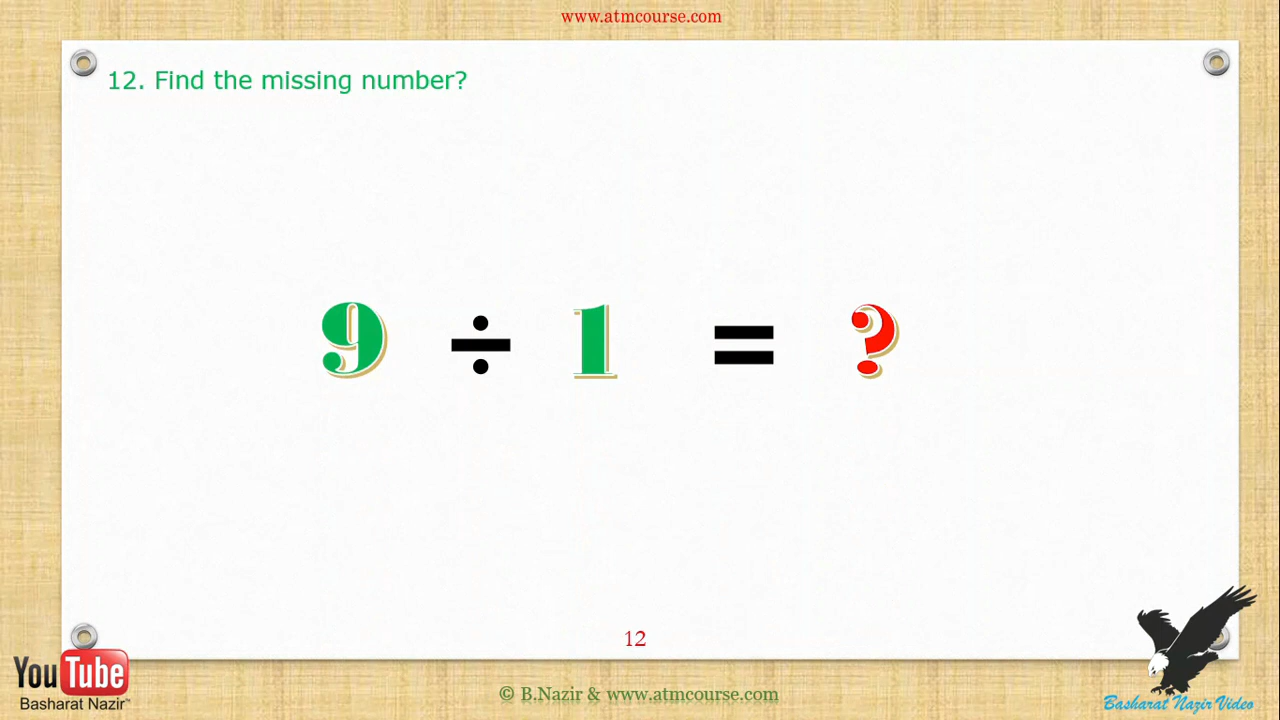 www.atmcourse.com
12. Find the missing number?
9 ÷ 1 = ?
12
YouTube
Basharat Nazir™
© B.Nazir & www.atmcourse.com
Basharat Nazir Video